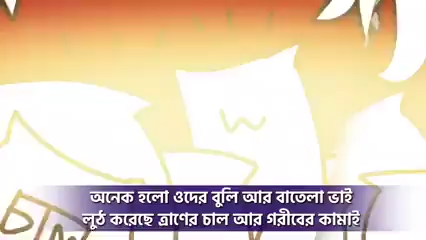 অনেক হলো ওদের বুলি আর বাতেলা ভাই
লুঠ করেছে ত্রাণের চাল আর গরীবের কামাই